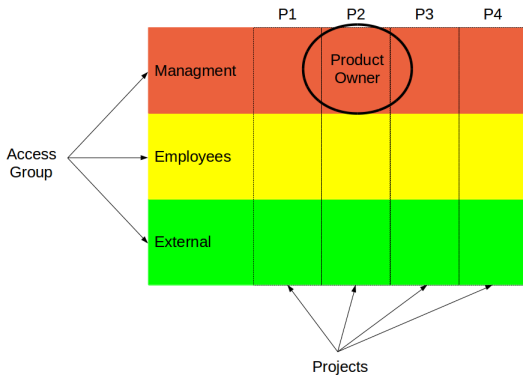 P1 P2 P3 P4
Managment
Product
Owner
Access
Group
Employees
External
Projects